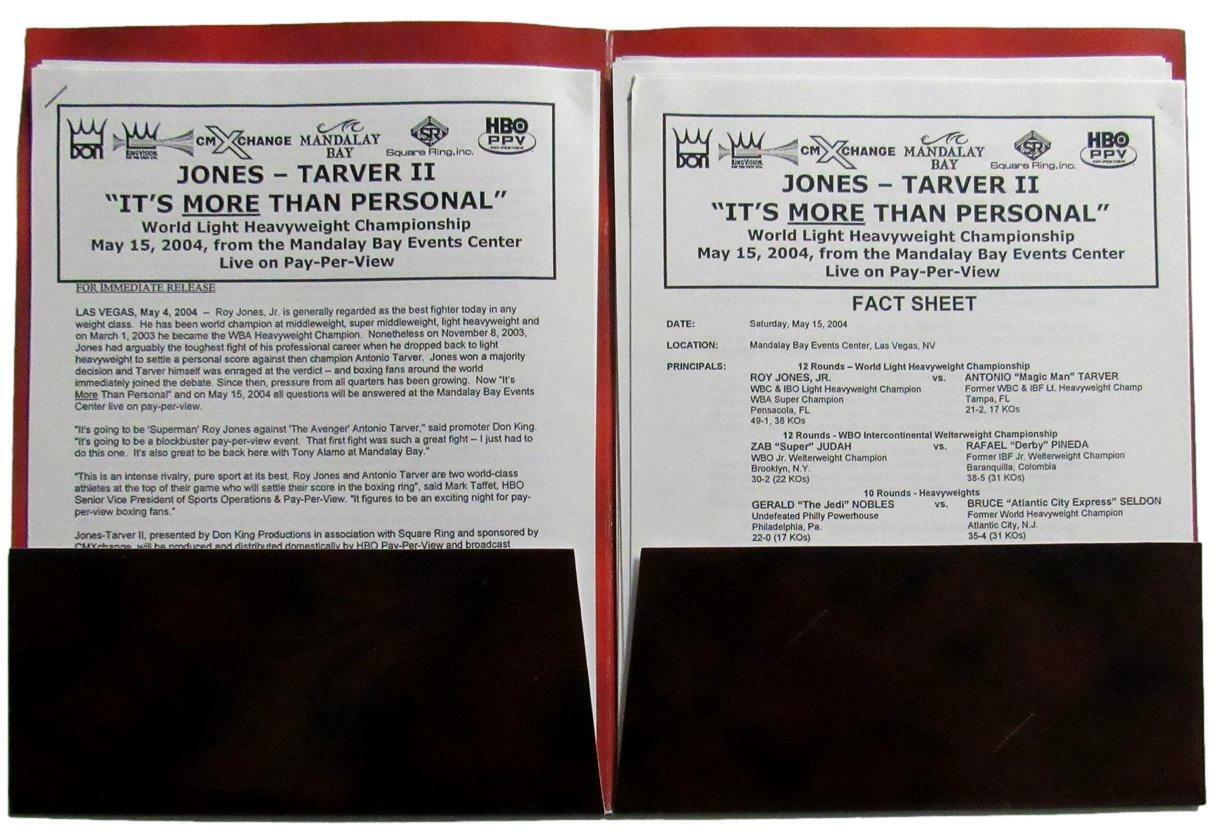 DON KINGVISION CMXCHANGE MANDALAY BAY SR Square Ring, inc. HBO PPV PAY-PER-VIEW
JONES – TARVER II
“IT’S MORE THAN PERSONAL”
World Light Heavyweight Championship
May 15, 2004, from the Mandalay Bay Events Center
Live on Pay-Per-View
FOR IMMEDIATE RELEASE
LAS VEGAS, May 4, 2004 – Roy Jones, Jr. is generally regarded as the best fighter today in any
weight class. He has been world champion at middleweight, super middleweight, light heavyweight and
on March 1, 2003 he became the WBA Heavyweight Champion. Nonetheless on November 8, 2003,
Jones had arguably the toughest fight of his professional career when he dropped back to light
heavyweight to settle a personal score against then champion Antonio Tarver. Jones won a majority
decision and Tarver himself was enraged at the verdict – and boxing fans around the world
immediately joined the debate. Since then, pressure from all quarters has been growing. Now "It's
More Than Personal" and on May 15, 2004 all questions will be answered at the Mandalay Bay Events
Center live on pay-per-view.
"It's going to be 'Superman' Roy Jones against 'The Avenger' Antonio Tarver," said promoter Don King.
"It's going to be a blockbuster pay-per-view event. That first fight was such a great fight – I just had to
do this one. It's also great to be back here with Tony Alamo at Mandalay Bay."
"This is an intense rivalry, pure sport at its best. Roy Jones and Antonio Tarver are two world-class
athletes at the top of their game who will settle their score in the boxing ring", said Mark Taffet, HBO
Senior Vice President of Sports Operations & Pay-Per-View. "It figures to be an exciting night for pay-
per-view boxing fans."
Jones-Tarver II, presented by Don King Productions in association with Square Ring and sponsored by
CMXchange, will be produced and distributed domestically by HBO Pay-Per-View and broadcast
DON KINGVISION CMXCHANGE MANDALAY BAY SR Square Ring, inc. HBO PPV PAY-PER-VIEW
JONES – TARVER II
“IT’S MORE THAN PERSONAL”
World Light Heavyweight Championship
May 15, 2004, from the Mandalay Bay Events Center
Live on Pay-Per-View
FACT SHEET
DATE: Saturday, May 15, 2004
LOCATION: Mandalay Bay Events Center, Las Vegas, NV
PRINCIPALS: 12 Rounds – World Light Heavyweight Championship
ROY JONES, JR. vs. ANTONIO "Magic Man" TARVER
WBC & IBO Light Heavyweight Champion Former WBC & IBF Lt. Heavyweight Champ
WBA Super Champion Tampa, FL
Pensacola, FL 21-2, 17 KOs
49-1, 38 KOs
12 Rounds - WBO Intercontinental Welterweight Championship
ZAB "Super" JUDAH vs. RAFAEL "Derby" PINEDA
WBO Jr. Welterweight Champion Former IBF Jr. Welterweight Champion
Brooklyn, N.Y. Baranquilla, Colombia
30-2 (22 KOs) 38-5 (31 KOs)
10 Rounds - Heavyweights
GERALD "The Jedi" NOBLES vs. BRUCE "Atlantic City Express" SELDON
Undefeated Philly Powerhouse Former World Heavyweight Champion
Philadelphia, Pa. Atlantic City, N.J.
22-0 (17 KOs) 35-4 (31 KOs)